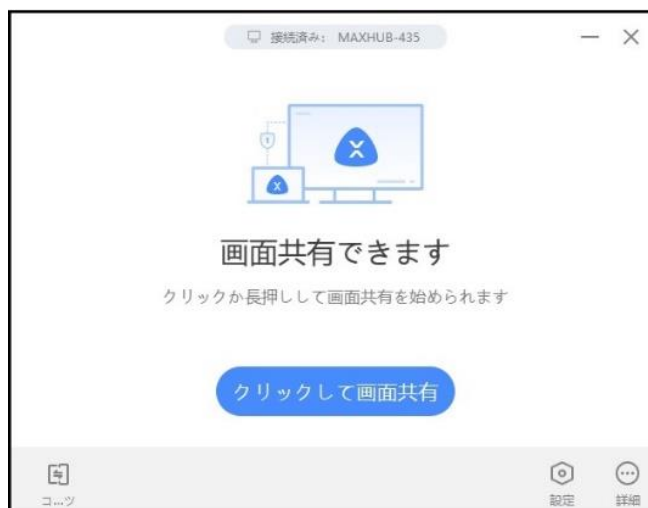 接続済み： MAXHUB-435
画面共有できます
クリックか長押しして画面共有を始められます
クリックして画面共有
コ...ツ
設定
詳細